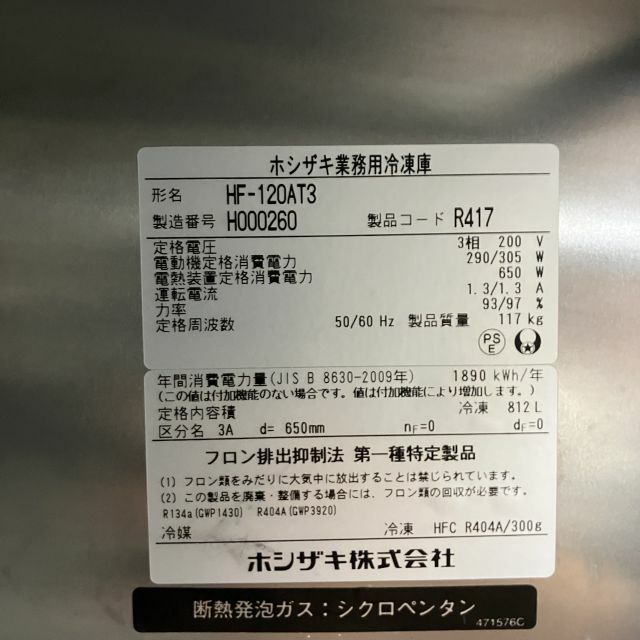 ホシザキ業務用冷凍庫
形名 HF-120AT3
製造番号 H000260 製品コード R417
定格電圧 3相 200 V
電動機定格消費電力 290/305 W
電熱装置定格消費電力 650 W
運転電流 1.3/1.3 A
力率 93/97 %
定格周波数 50/60 Hz 製品質量 117 kg
PS
E
年間消費電力量(JIS B 8630-2009年) 1890 kWh/年
(この値は付加機能のない場合です。値は付加機能により増加します。)
定格内容積 冷凍 812 L
区分名 3A d= 650mm nF=0 dF=0
フロン排出抑制法 第一種特定製品
(1) フロン類をみだりに大気中に放出することは禁じられています。
(2) この製品を廃棄・整備する場合には、フロン類の回収が必要です。
R134a(GWP1430) R404A(GWP3920)
冷媒 冷凍 HFC R404A/300g
ホシザキ株式会社
断熱発泡ガス：シクロペンタン
471576C